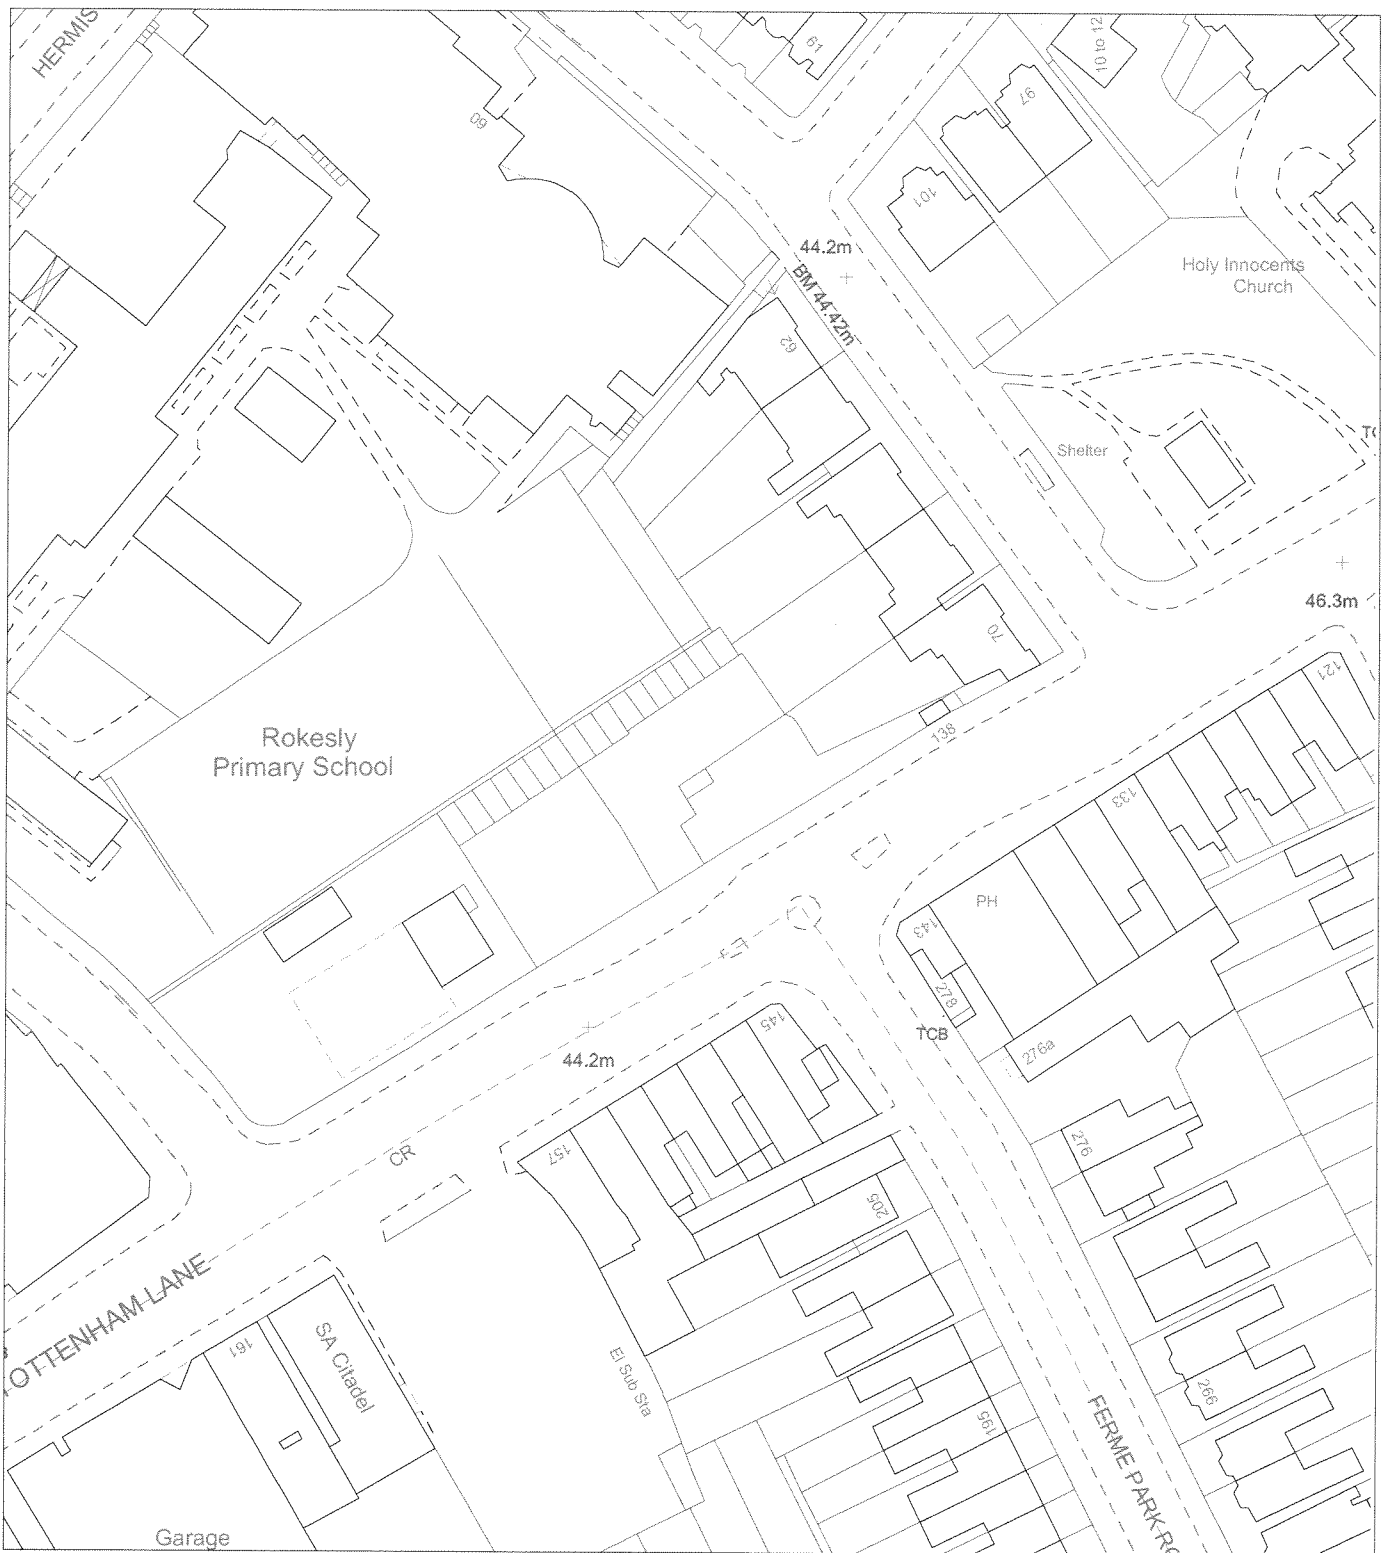 HERMIS
61
10 to 12
60
97
101
44.2m
BM 44.42m
Holy Innocents
Church
62
Shelter
46.3m
70
121
138
Rokesly
Primary School
133
PH
143
278
TCB
276a
145
44.2m
276
CR
157
205
OTTENHAM LANE
161
SA Citadel
El Sub Sta
266
195
FERME PARK RO
Garage